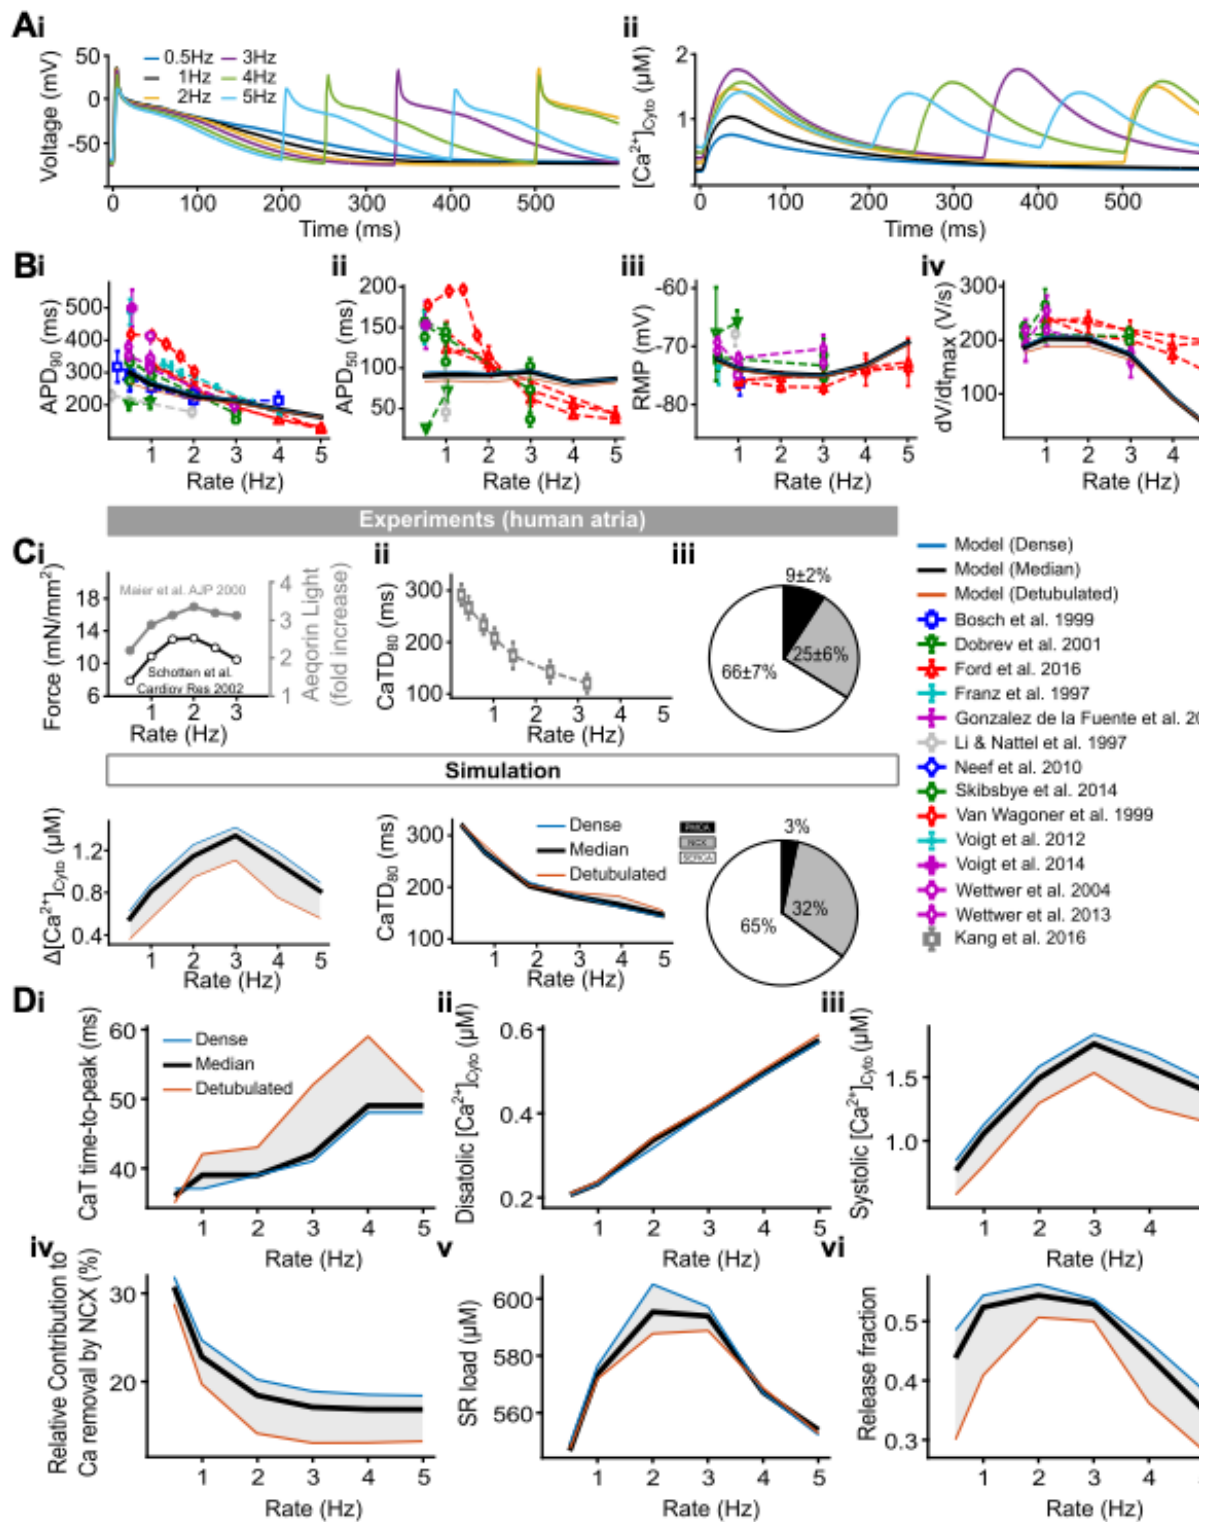 Ai
ii
Voltage (mV)
50
0
-50
0.5Hz
1Hz
2Hz
3Hz
4Hz
5Hz
0 100 200 300 400 500
Time (ms)
[Ca²⁺]Cyto (µM)
2
1
0 100 200 300 400 500
Time (ms)
Bi
ii
iii
iv
APD₉₀ (ms)
500
400
300
200
1 2 3 4 5
Rate (Hz)
APD₅₀ (ms)
200
150
100
50
1 2 3 4 5
Rate (Hz)
RMP (mV)
-60
-70
-80
1 2 3 4 5
Rate (Hz)
dV/dtmax (V/s)
300
200
100
1 2 3 4
Rate (Hz)
Experiments (human atria)
Ci
ii
iii
Force (mN/mm²)
18
14
10
6
Maier et al. AJP 2000
Schotten et al.
Cardiov Res 2002
4
3
2
1
Aeqorin Light
(fold increase)
1 2 3
Rate (Hz)
CaTD₈₀ (ms)
300
200
100
1 2 3 4 5
Rate (Hz)
9±2%
25±6%
66±7%
Model (Dense)
Model (Median)
Model (Detubulated)
Bosch et al. 1999
Dobrev et al. 2001
Ford et al. 2016
Franz et al. 1997
Gonzalez de la Fuente et al. 20
Li & Nattel et al. 1997
Neef et al. 2010
Skibsbye et al. 2014
Van Wagoner et al. 1999
Voigt et al. 2012
Voigt et al. 2014
Wettwer et al. 2004
Wettwer et al. 2013
Kang et al. 2016
Simulation
Δ[Ca²⁺]Cyto (µM)
1.2
0.8
0.4
1 2 3 4 5
Rate (Hz)
CaTD₈₀ (ms)
300
200
100
Dense
Median
Detubulated
1 2 3 4 5
Rate (Hz)
PMCA
NCX
SERCA
3%
32%
65%
Di
ii
iii
CaT time-to-peak (ms)
60
50
40
Dense
Median
Detubulated
1 2 3 4 5
Rate (Hz)
Disatolic [Ca²⁺]Cyto (µM)
0.6
0.4
0.2
1 2 3 4 5
Rate (Hz)
Systolic [Ca²⁺]Cyto (µM)
1.5
1.0
1 2 3 4
Rate (Hz)
iv
v
vi
Relative Contribution to
Ca removal by NCX (%)
30
20
1 2 3 4 5
Rate (Hz)
SR load (µM)
600
580
560
1 2 3 4 5
Rate (Hz)
Release fraction
0.5
0.4
0.3
1 2 3 4
Rate (Hz)